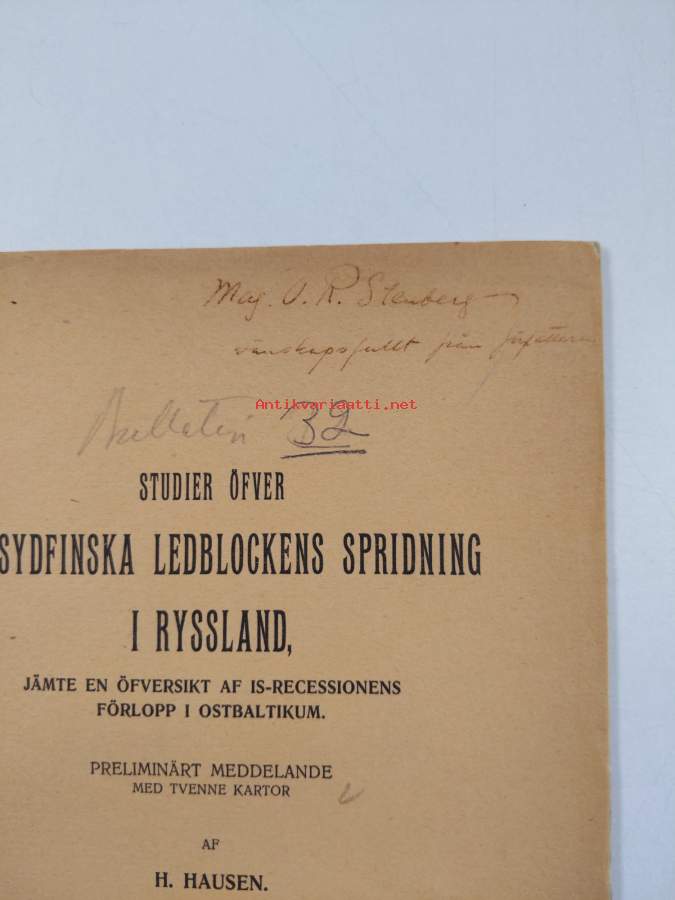 Mag. O. R. Stenberg
vänskapsfullt från författaren
Antikvariaatti.net
Bulletin 32
STUDIER ÖFVER
SYDFINSKA LEDBLOCKENS SPRIDNING
I RYSSLAND,
JÄMTE EN ÖFVERSIKT AF IS-RECESSIONENS
FÖRLOPP I OSTBALTIKUM.
PRELIMINÄRT MEDDELANDE
MED TVENNE KARTOR
AF
H. HAUSEN.